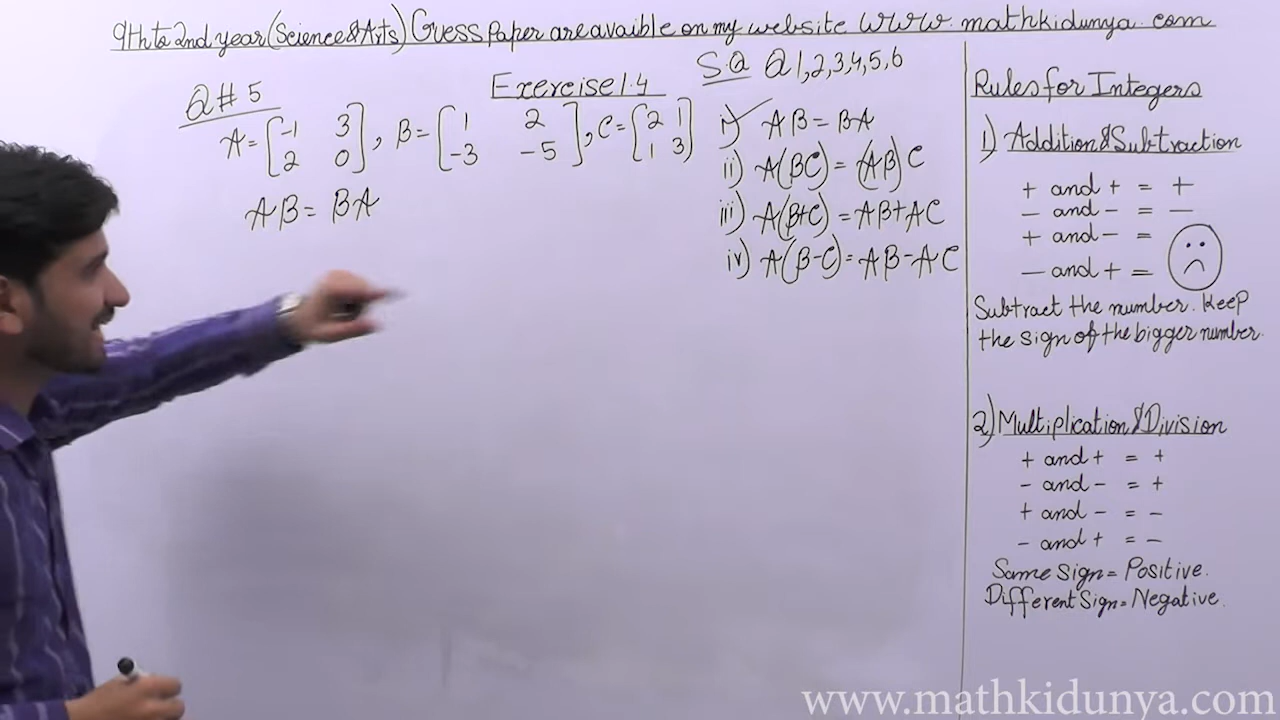 9th to 2nd year (Science & Arts) Guess Paper are avaible on my website www mathkidunya.com
Q # 5
Exercise 1.4
S.Q Q 1,2,3,4,5,6
A = [-1 3; 2 0], B = [1 2; -3 -5], C = [2 1; 1 3]
AB = BA
i) AB = BA
ii) A(BC) = (AB)C
iii) A(B+C) = AB+AC
iv) A(B-C) = AB-AC
Rules for Integers
1) Addition & Subtraction
+ and + = +
- and - = -
+ and - =
- and + =
Subtract the number. Keep
the sign of the bigger number.
2) Multiplication & Division
+ and + = +
- and - = +
+ and - = -
- and + = -
Same Sign = Positive.
Different Sign = Negative.
www.mathkidunya.com